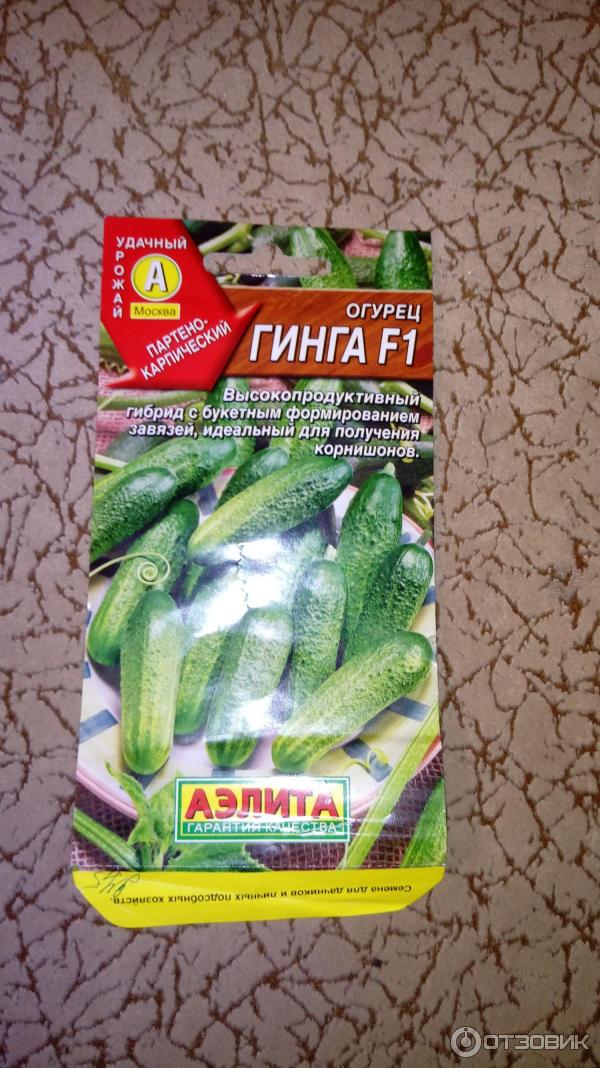 УДАЧНЫЙ
УРОЖАЙ
А
Москва
ПАРТЕНО-
КАРПИЧЕСКИЙ
ОГУРЕЦ
ГИНГА F1
Высокопродуктивный
гибрид с букетным формированием
завязей, идеальный для получения
корнишонов.
АЭЛИТА
ГАРАНТИЯ КАЧЕСТВА
Семена для дачников и личных подсобных хозяйств.
ОТЗОВИК